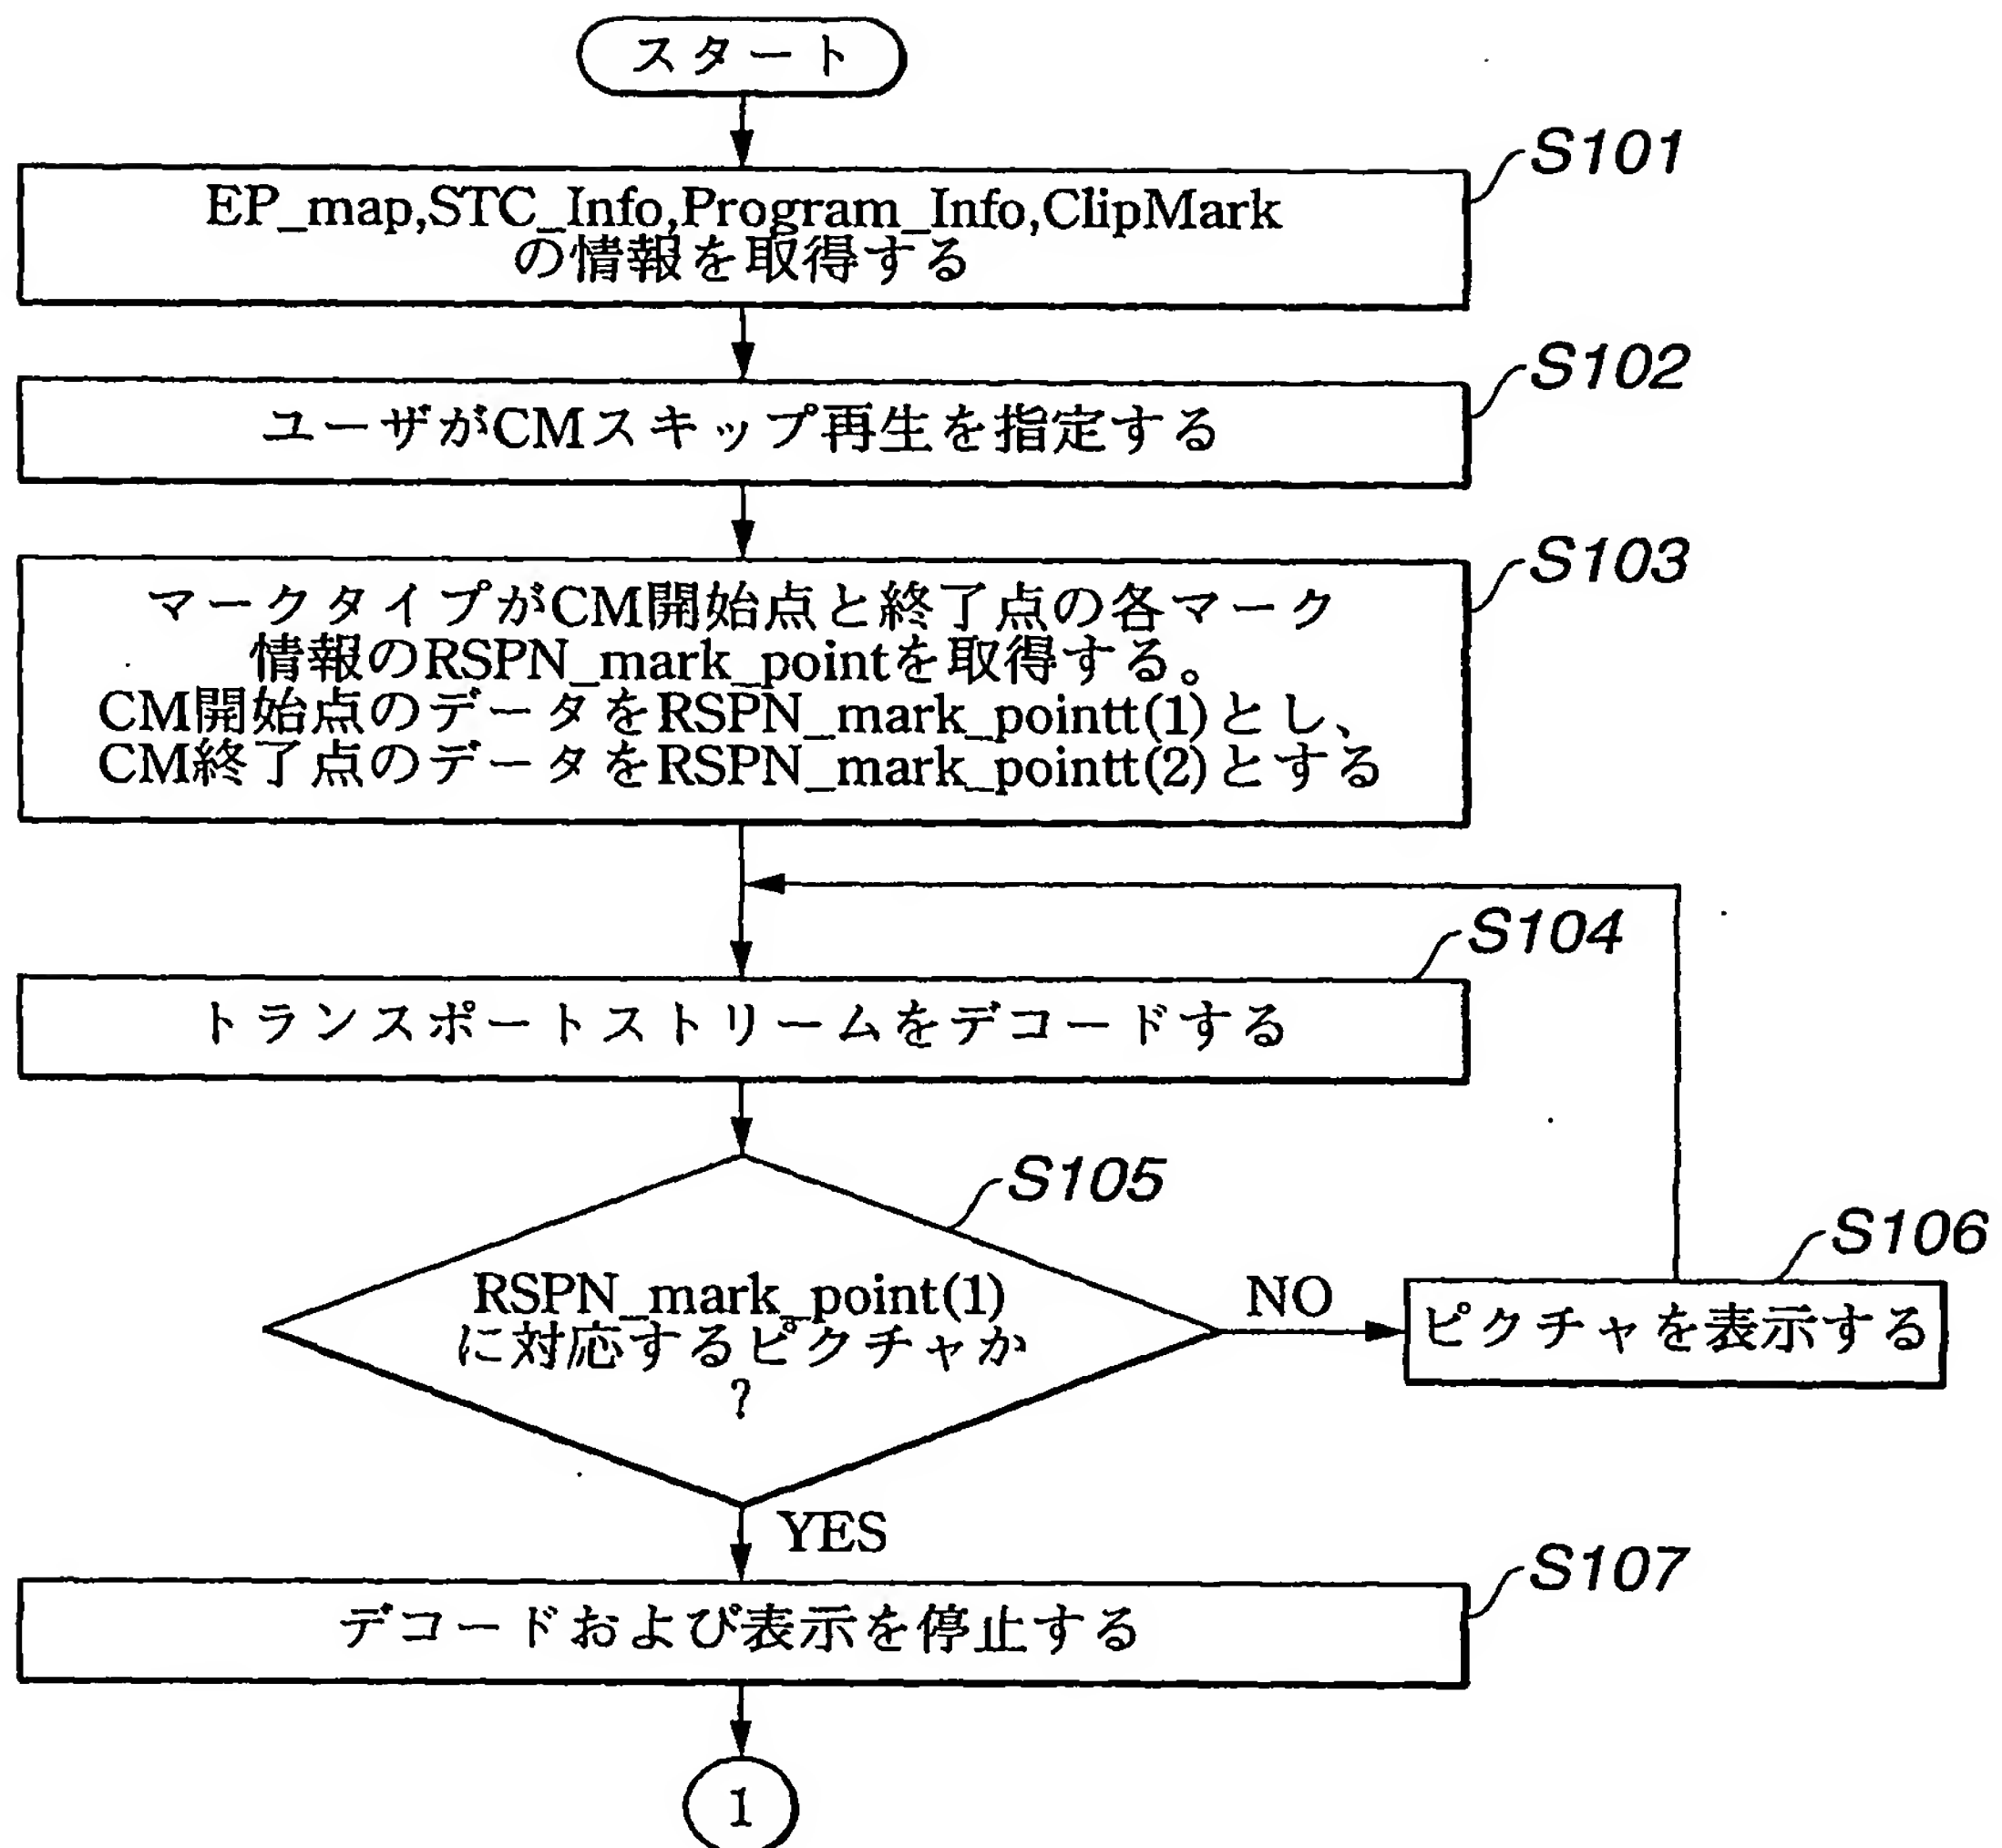 スタート
S101
EP_map,STC_Info,Program_Info,ClipMark
の情報を取得する
S102
ユーザがCMスキップ再生を指定する
S103
マークタイプがCM開始点と終了点の各マーク
情報のRSPN_mark_pointを取得する。
CM開始点のデータをRSPN_mark_pointt(1)とし、
CM終了点のデータをRSPN_mark_pointt(2)とする
S104
トランスポートストリームをデコードする
S105
RSPN_mark_point(1)
に対応するピクチャか
?
NO
S106
ピクチャを表示する
YES
S107
デコードおよび表示を停止する
1